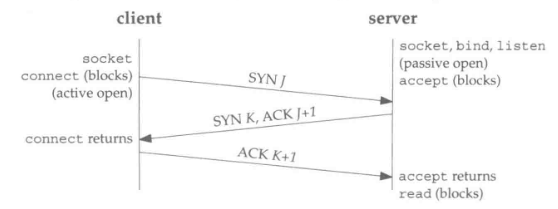 client
server
socket
connect (blocks)
(active open)
socket, bind, listen
(passive open)
accept (blocks)
SYN J
SYN K, ACK J+1
connect returns
ACK K+1
accept returns
read (blocks)